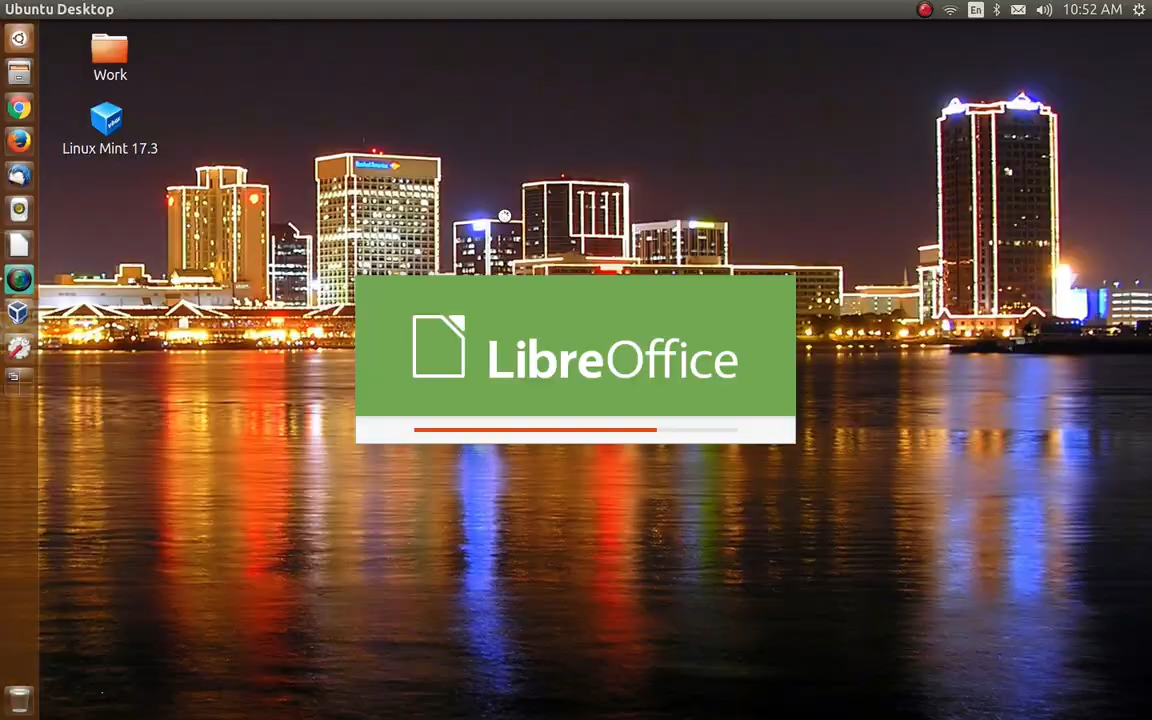 Ubuntu Desktop
En
10:52 AM
Work
Linux Mint 17.3
LibreOffice